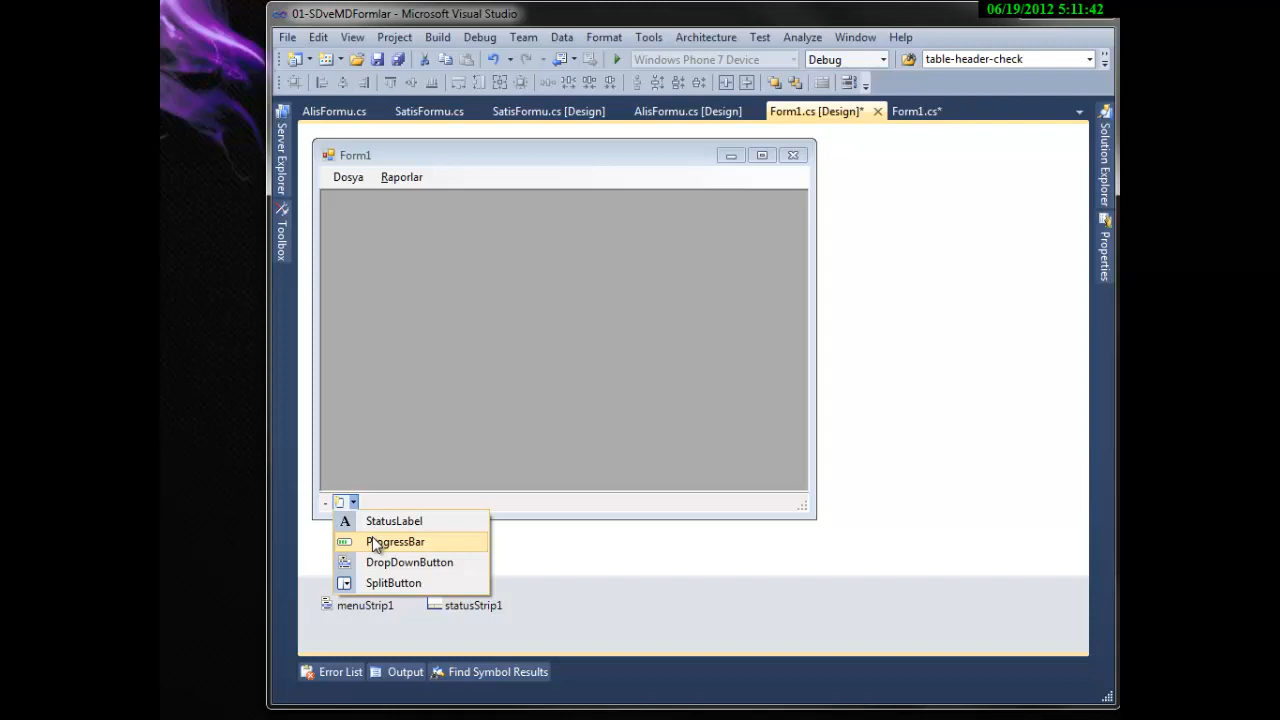 06/19/2012 5:11:42
01-SDveMDFormlar - Microsoft Visual Studio
File Edit View Project Build Debug Team Data Format Tools Architecture Test Analyze Window Help
Windows Phone 7 Device Debug table-header-check
AlisFormu.cs SatisFormu.cs SatisFormu.cs [Design] AlisFormu.cs [Design] Form1.cs [Design]* Form1.cs*
Server Explorer
Toolbox
Solution Explorer
Properties
Form1
Dosya Raporlar
A StatusLabel
ProgressBar
DropDownButton
SplitButton
menuStrip1 statusStrip1
Error List Output Find Symbol Results